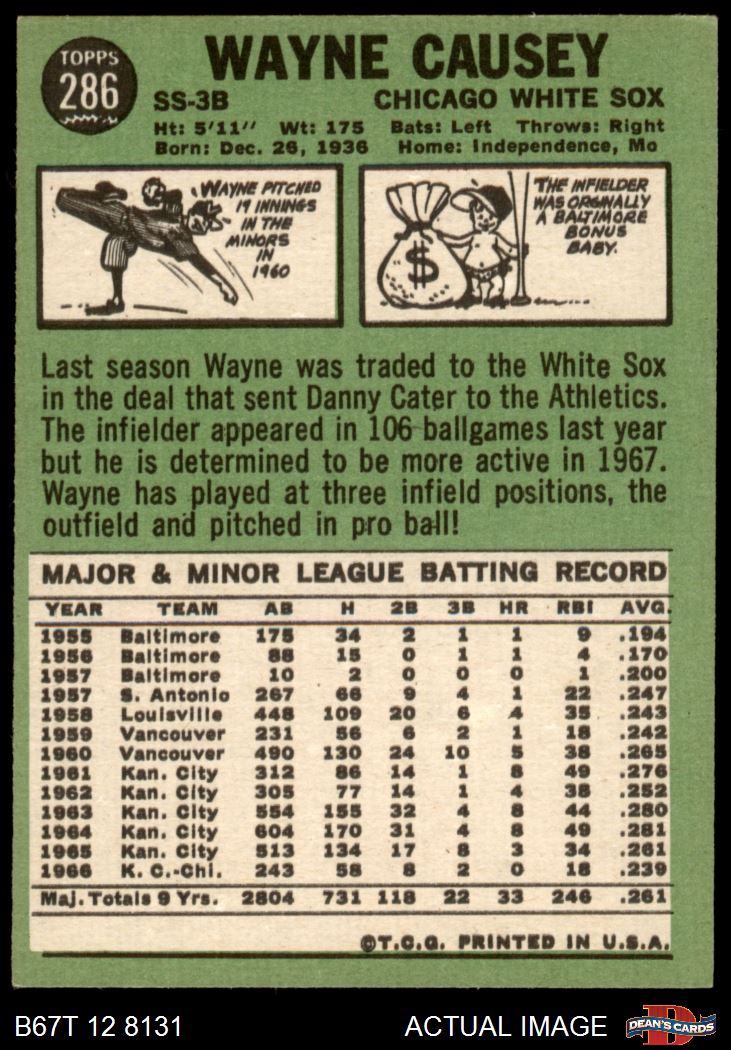 TOPPS
286
WAYNE CAUSEY
SS-3B CHICAGO WHITE SOX
Ht: 5'11" Wt: 175 Bats: Left Throws: Right
Born: Dec. 26, 1936 Home: Independence, Mo
WAYNE PITCHED
19 INNINGS
IN THE
MINORS
IN
1960
$
THE INFIELDER
WAS ORGINALLY
A BALTIMORE
BONUS
BABY.
Last season Wayne was traded to the White Sox
in the deal that sent Danny Cater to the Athletics.
The infielder appeared in 106 ballgames last year
but he is determined to be more active in 1967.
Wayne has played at three infield positions, the
outfield and pitched in pro ball!
MAJOR & MINOR LEAGUE BATTING RECORD
YEAR TEAM AB H 2B 3B HR RBI AVG.
1955 Baltimore 175 34 2 1 1 9 .194
1956 Baltimore 88 15 0 1 1 4 .170
1957 Baltimore 10 2 0 0 0 1 .200
1957 S. Antonio 267 66 9 4 1 22 .247
1958 Louisville 448 109 20 6 4 35 .243
1959 Vancouver 231 56 6 2 1 18 .242
1960 Vancouver 490 130 24 10 5 38 .265
1961 Kan. City 312 86 14 1 8 49 .276
1962 Kan. City 305 77 14 1 4 38 .252
1963 Kan. City 554 155 32 4 8 44 .280
1964 Kan. City 604 170 31 4 8 49 .281
1965 Kan. City 513 134 17 8 3 34 .261
1966 K. C.-Chi. 243 58 8 2 0 18 .239
Maj. Totals 9 Yrs. 2804 731 118 22 33 246 .261
©T.C.G. PRINTED IN U.S.A.
B67T 12 8131 ACTUAL IMAGE DEAN'S CARDS